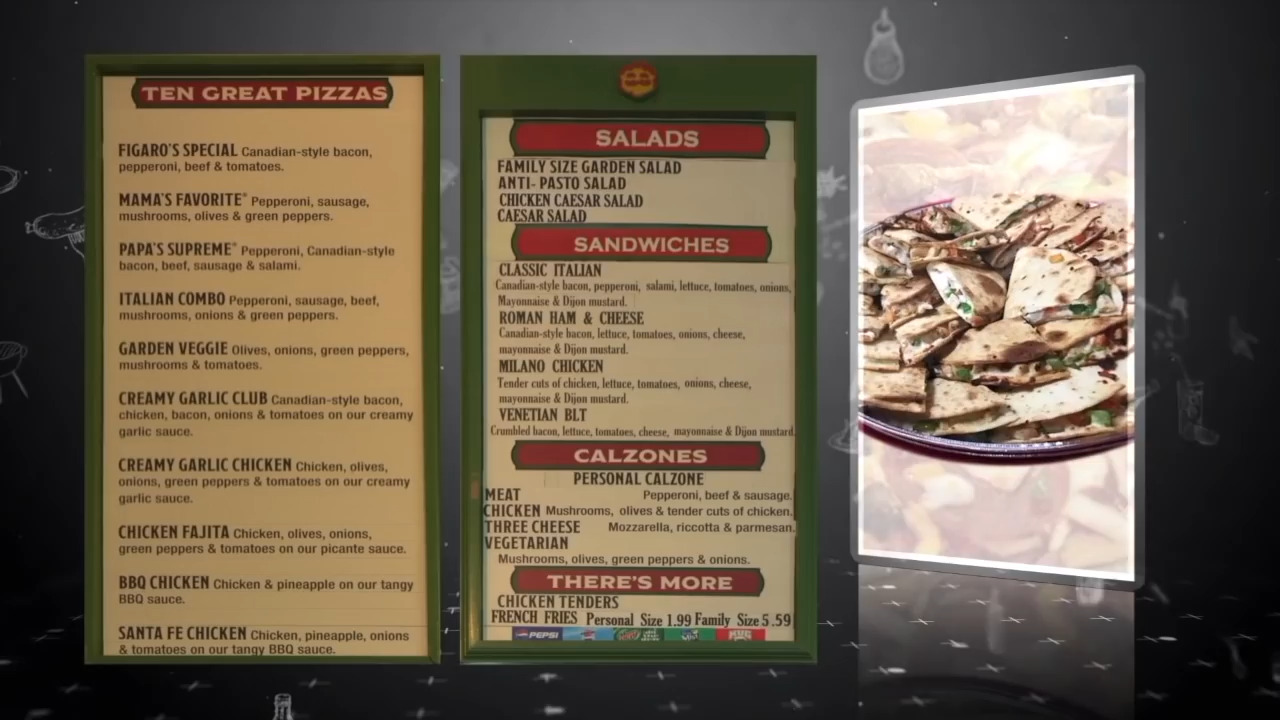 TEN GREAT PIZZAS
FIGARO'S SPECIAL Canadian-style bacon,
pepperoni, beef & tomatoes.
MAMA'S FAVORITE® Pepperoni, sausage,
mushrooms, olives & green peppers.
PAPA'S SUPREME® Pepperoni, Canadian-style
bacon, beef, sausage & salami.
ITALIAN COMBO Pepperoni, sausage, beef,
mushrooms, onions & green peppers.
GARDEN VEGGIE Olives, onions, green peppers,
mushrooms & tomatoes.
CREAMY GARLIC CLUB Canadian-style bacon,
chicken, bacon, onions & tomatoes on our creamy
garlic sauce.
CREAMY GARLIC CHICKEN Chicken, olives,
onions, green peppers & tomatoes on our creamy
garlic sauce.
CHICKEN FAJITA Chicken, olives, onions,
green peppers & tomatoes on our picante sauce.
BBQ CHICKEN Chicken & pineapple on our tangy
BBQ sauce.
SANTA FE CHICKEN Chicken, pineapple, onions
& tomatoes on our tangy BBQ sauce.
SALADS
FAMILY SIZE GARDEN SALAD
ANTI- PASTO SALAD
CHICKEN CAESAR SALAD
CAESAR SALAD
SANDWICHES
CLASSIC ITALIAN
Canadian-style bacon, pepperoni, salami, lettuce, tomatoes, onions,
Mayonnaise & Dijon mustard.
ROMAN HAM & CHEESE
Canadian-style bacon, lettuce, tomatoes, onions, cheese,
mayonnaise & Dijon mustard.
MILANO CHICKEN
Tender cuts of chicken, lettuce, tomatoes, onions, cheese,
mayonnaise & Dijon mustard.
VENETIAN BLT
Crumbled bacon, lettuce, tomatoes, cheese, mayonnaise & Dijon mustard.
CALZONES
PERSONAL CALZONE
MEAT Pepperoni, beef & sausage.
CHICKEN Mushrooms, olives & tender cuts of chicken.
THREE CHEESE Mozzarella, riccotta & parmesan.
VEGETARIAN
Mushrooms, olives, green peppers & onions.
THERE'S MORE
CHICKEN TENDERS
FRENCH FRIES Personal Size 1.99 Family Size 5.59
PEPSI